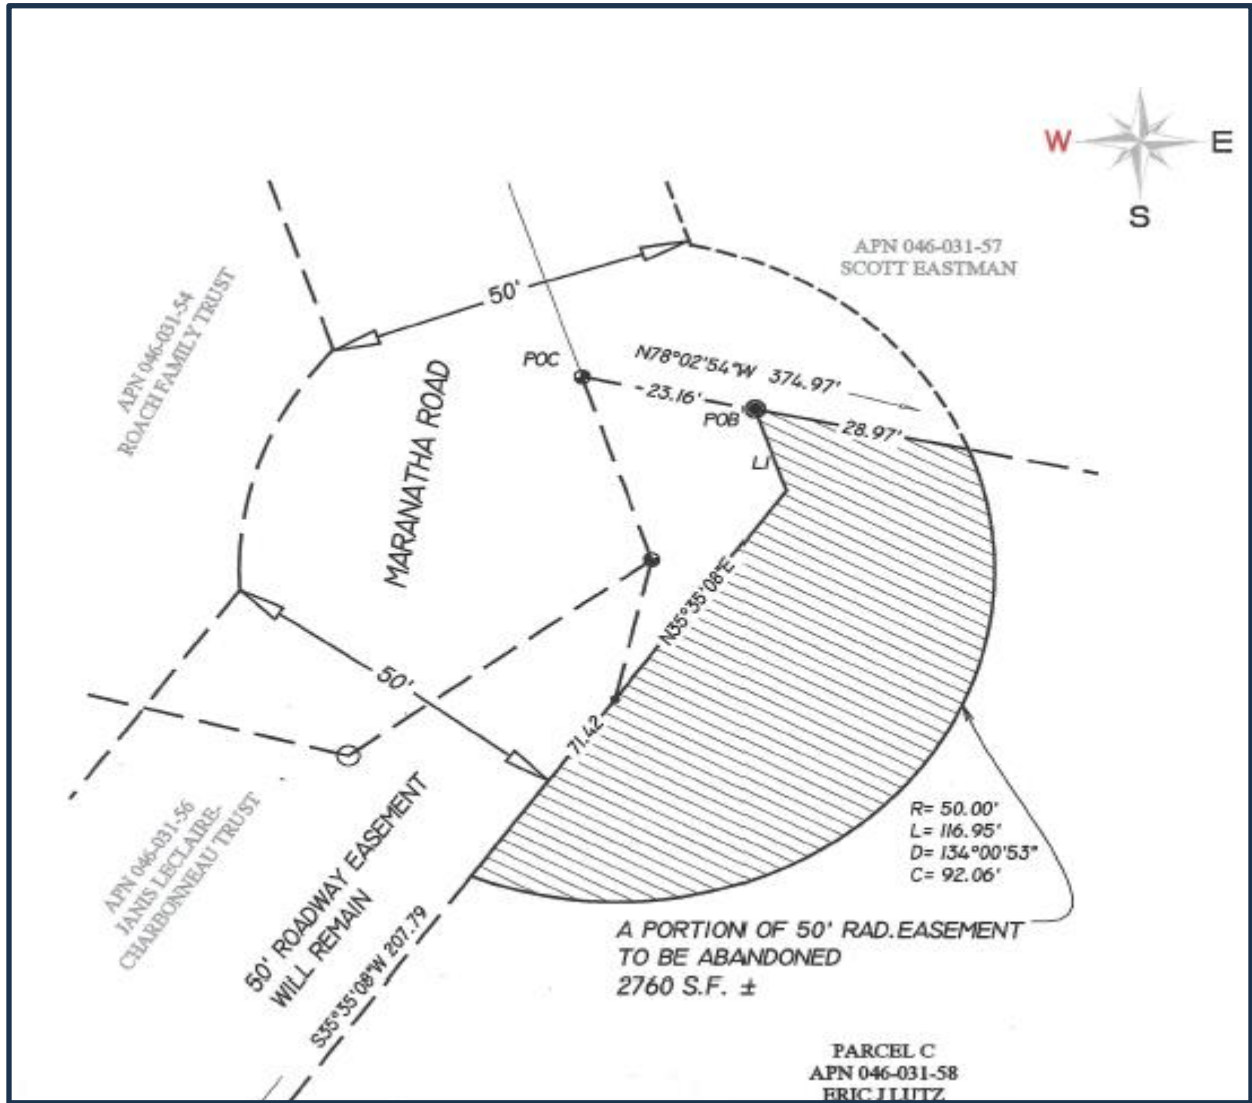 W
E
S
APN 046-031-57
SCOTT EASTMAN
APN 046-031-54
ROACH FAMILY TRUST
50'
POC
N78°02'54"W 374.97'
23.16'
POB
28.97'
L1
MARANATHA ROAD
N35°35'08"E
50'
71.42
APN 046-031-56
JANIS LECLAIRE-
CHARBONNEAU TRUST
50' ROADWAY EASEMENT
WILL REMAIN
S35°35'08"W 207.79
R= 50.00'
L= 116.95'
D= 134°00'53"
C= 92.06'
A PORTION OF 50' RAD.EASEMENT
TO BE ABANDONED
2760 S.F. ±
PARCEL C
APN 046-031-58
ERIC J LUTZ